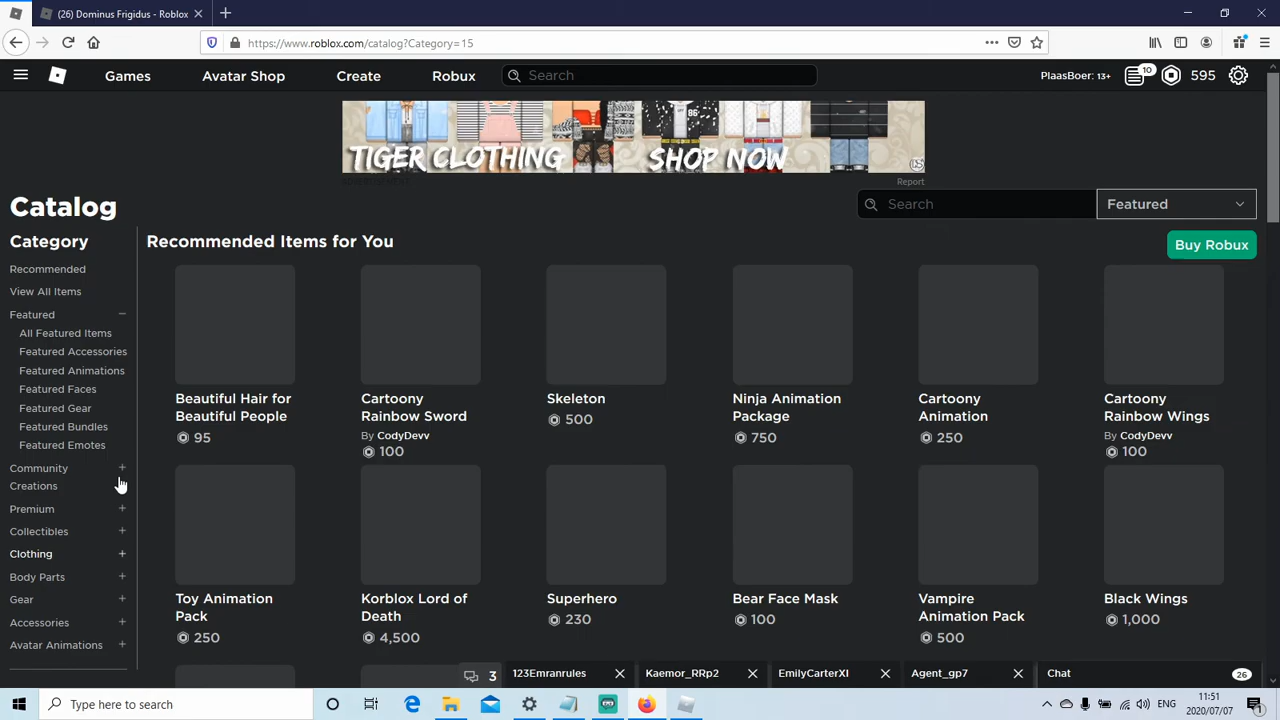 (26) Dominus Frigidus - Roblox
https://www.roblox.com/catalog?Category=15
Games Avatar Shop Create Robux Search PlaasBoer: 13+ 10 595
TIGER CLOTHING SHOP NOW
86
Report
Catalog
Search Featured
Category
Recommended Items for You
Buy Robux
Recommended
View All Items
Featured
All Featured Items
Featured Accessories
Featured Animations
Featured Faces
Featured Gear
Featured Bundles
Featured Emotes
Community
Creations
Premium
Collectibles
Clothing
Body Parts
Gear
Accessories
Avatar Animations
Beautiful Hair for
Beautiful People
95
Cartoony
Rainbow Sword
By CodyDevv
100
Skeleton
500
Ninja Animation
Package
750
Cartoony
Animation
250
Cartoony
Rainbow Wings
By CodyDevv
100
Toy Animation
Pack
250
Korblox Lord of
Death
4,500
Superhero
230
Bear Face Mask
100
Vampire
Animation Pack
500
Black Wings
1,000
3 123Emranrules Kaemor_RRp2 EmilyCarterXl Agent_gp7 Chat 26
Type here to search
ENG
11:51
2020/07/07
1